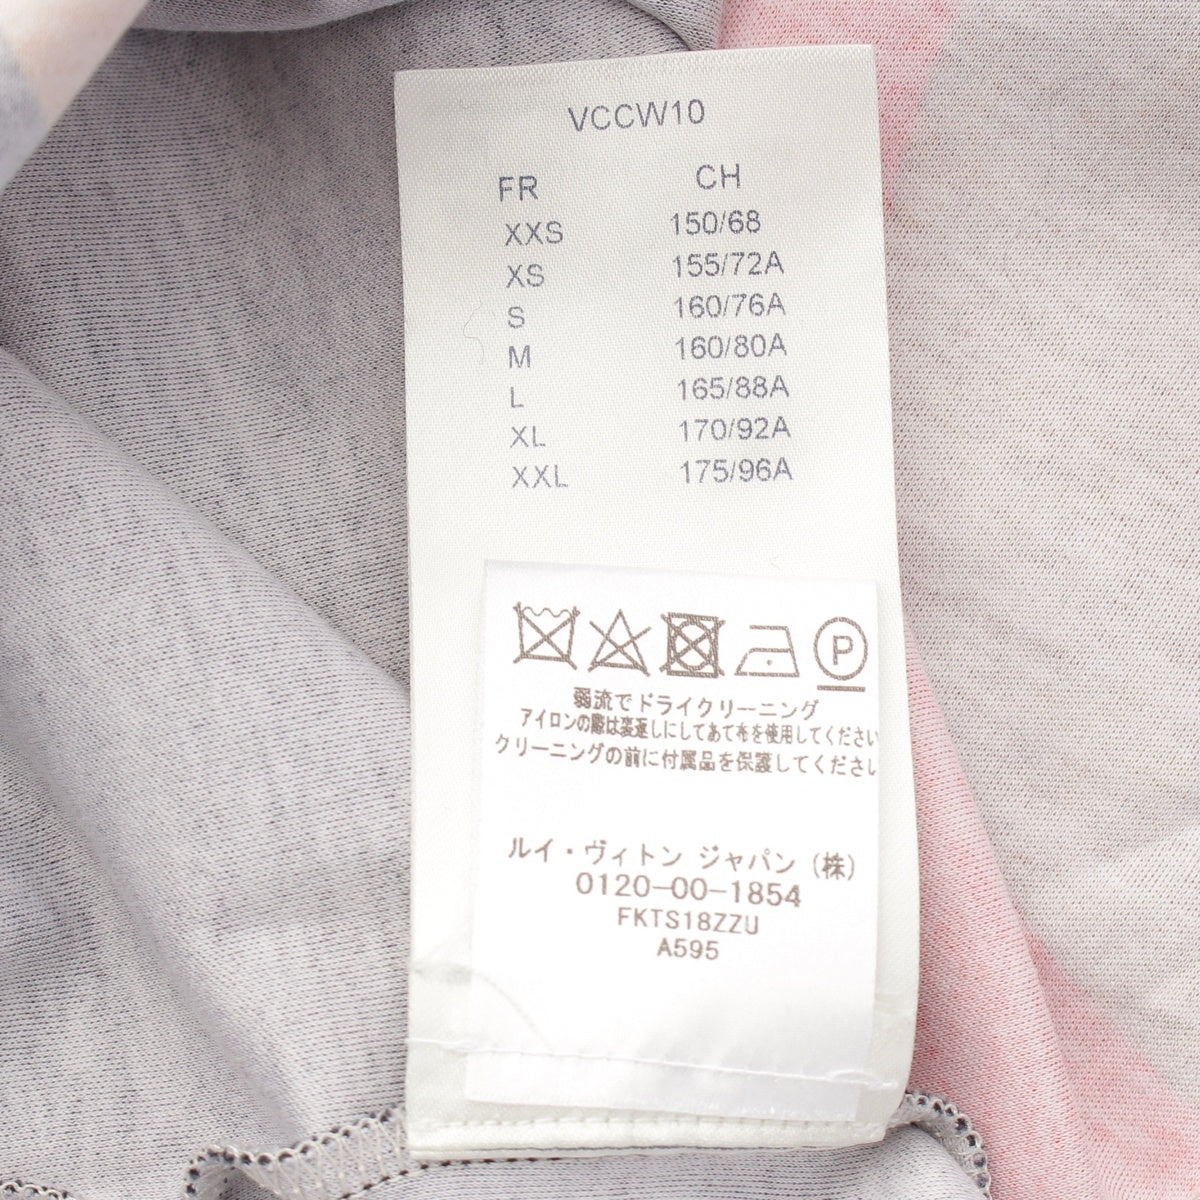 VCCW10
FR CH
XXS 150/68
XS 155/72A
S 160/76A
M 160/80A
L 165/88A
XL 170/92A
XXL 175/96A
P
弱流でドライクリーニング
アイロンの際は裏返しにしてあて布を使用してください
クリーニングの前に付属品を保護してください
ルイ・ヴィトン ジャパン（株）
0120-00-1854
FKTS18ZZU
A595